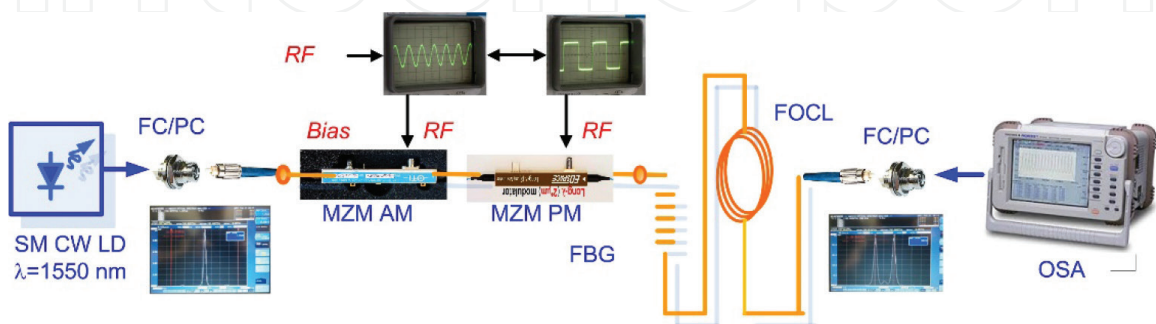 RF
FC/PC
Bias
RF
RF
FOCL
FC/PC
MZM AM
MZM PM
FBG
SM CW LD
λ=1550 nm
OSA